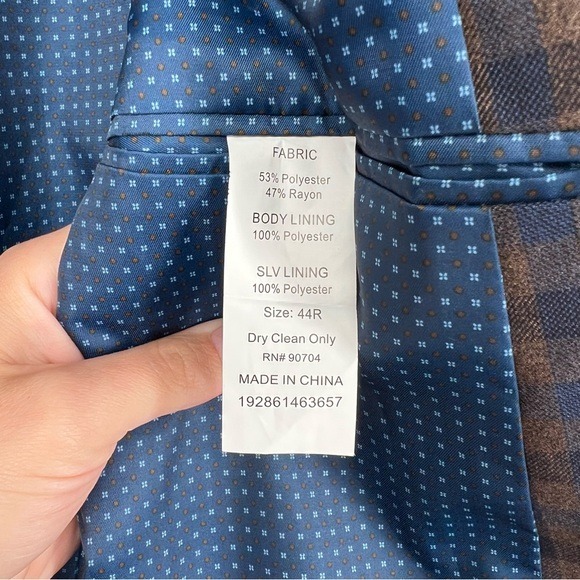 FABRIC
53% Polyester
47% Rayon
BODY LINING
100% Polyester
SLV LINING
100% Polyester
Size: 44R
Dry Clean Only
RN# 90704
MADE IN CHINA
192861463657